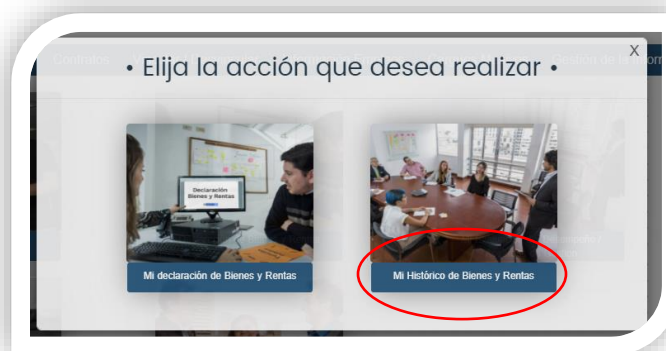 Contratos
X
• Elija la acción que desea realizar •
Declaración
Bienes y Rentas
Mi declaración de Bienes y Rentas
Mi Histórico de Bienes y Rentas